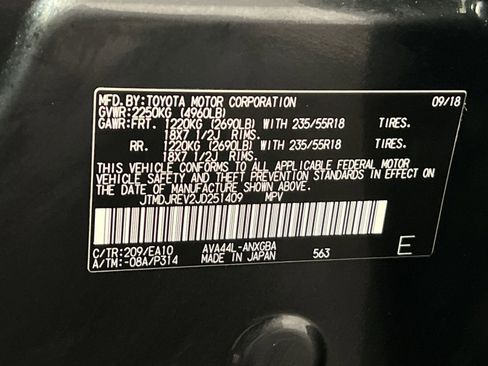 MFD.BY:TOYOTA MOTOR CORPORATION 09/18
GVWR:2250KG (4960LB)
GAWR:FRT. 1220KG (2690LB) WITH 235/55R18 TIRES.
18X7 1/2J RIMS.
RR. 1220KG (2690LB) WITH 235/55R18 TIRES.
18X7 1/2J RIMS.
THIS VEHICLE CONFORMS TO ALL APPLICABLE FEDERAL MOTOR
VEHICLE SAFETY AND THEFT PREVENTION STANDARDS IN EFFECT ON
THE DATE OF MANUFACTURE SHOWN ABOVE.
JTMDJREV2JD251409 MPV
C/TR:209/EA10 AVA44L-ANXGBA E
A/TM:-08A/P314 MADE IN JAPAN 563